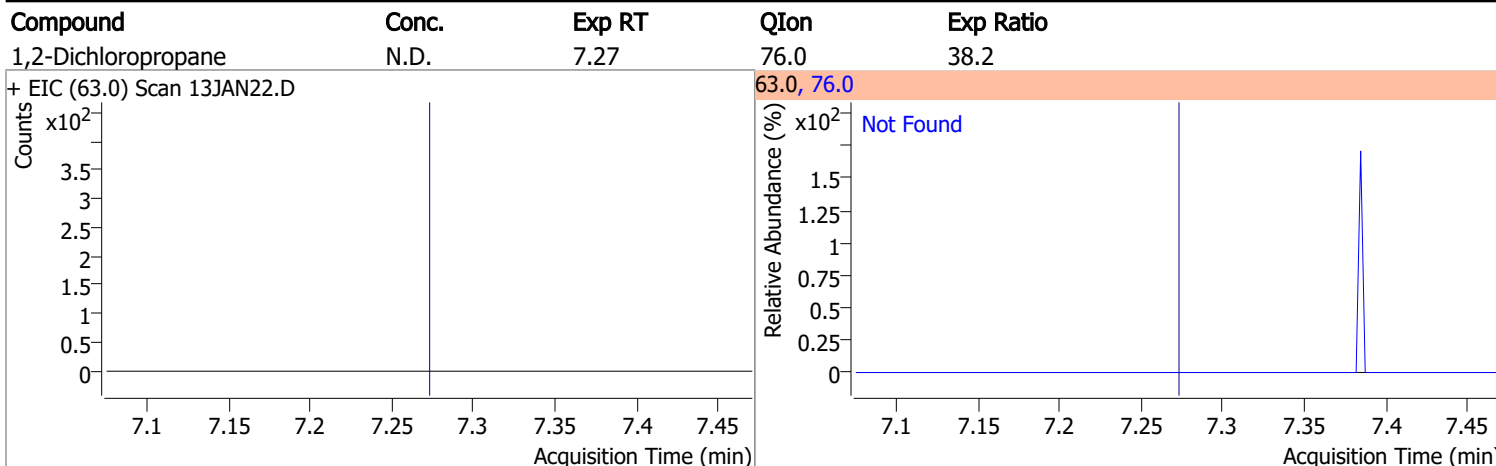 Compound Conc. Exp RT QIon Exp Ratio
1,2-Dichloropropane N.D. 7.27 76.0 38.2
+ EIC (63.0) Scan 13JAN22.D
Counts
x10²
3.5
3
2.5
2
1.5
1
0.5
0
7.1 7.15 7.2 7.25 7.3 7.35 7.4 7.45
Acquisition Time (min)
63.0, 76.0
Relative Abundance (%)
x10²
Not Found
1.5
1.25
1
0.75
0.5
0.25
0
7.1 7.15 7.2 7.25 7.3 7.35 7.4 7.45
Acquisition Time (min)